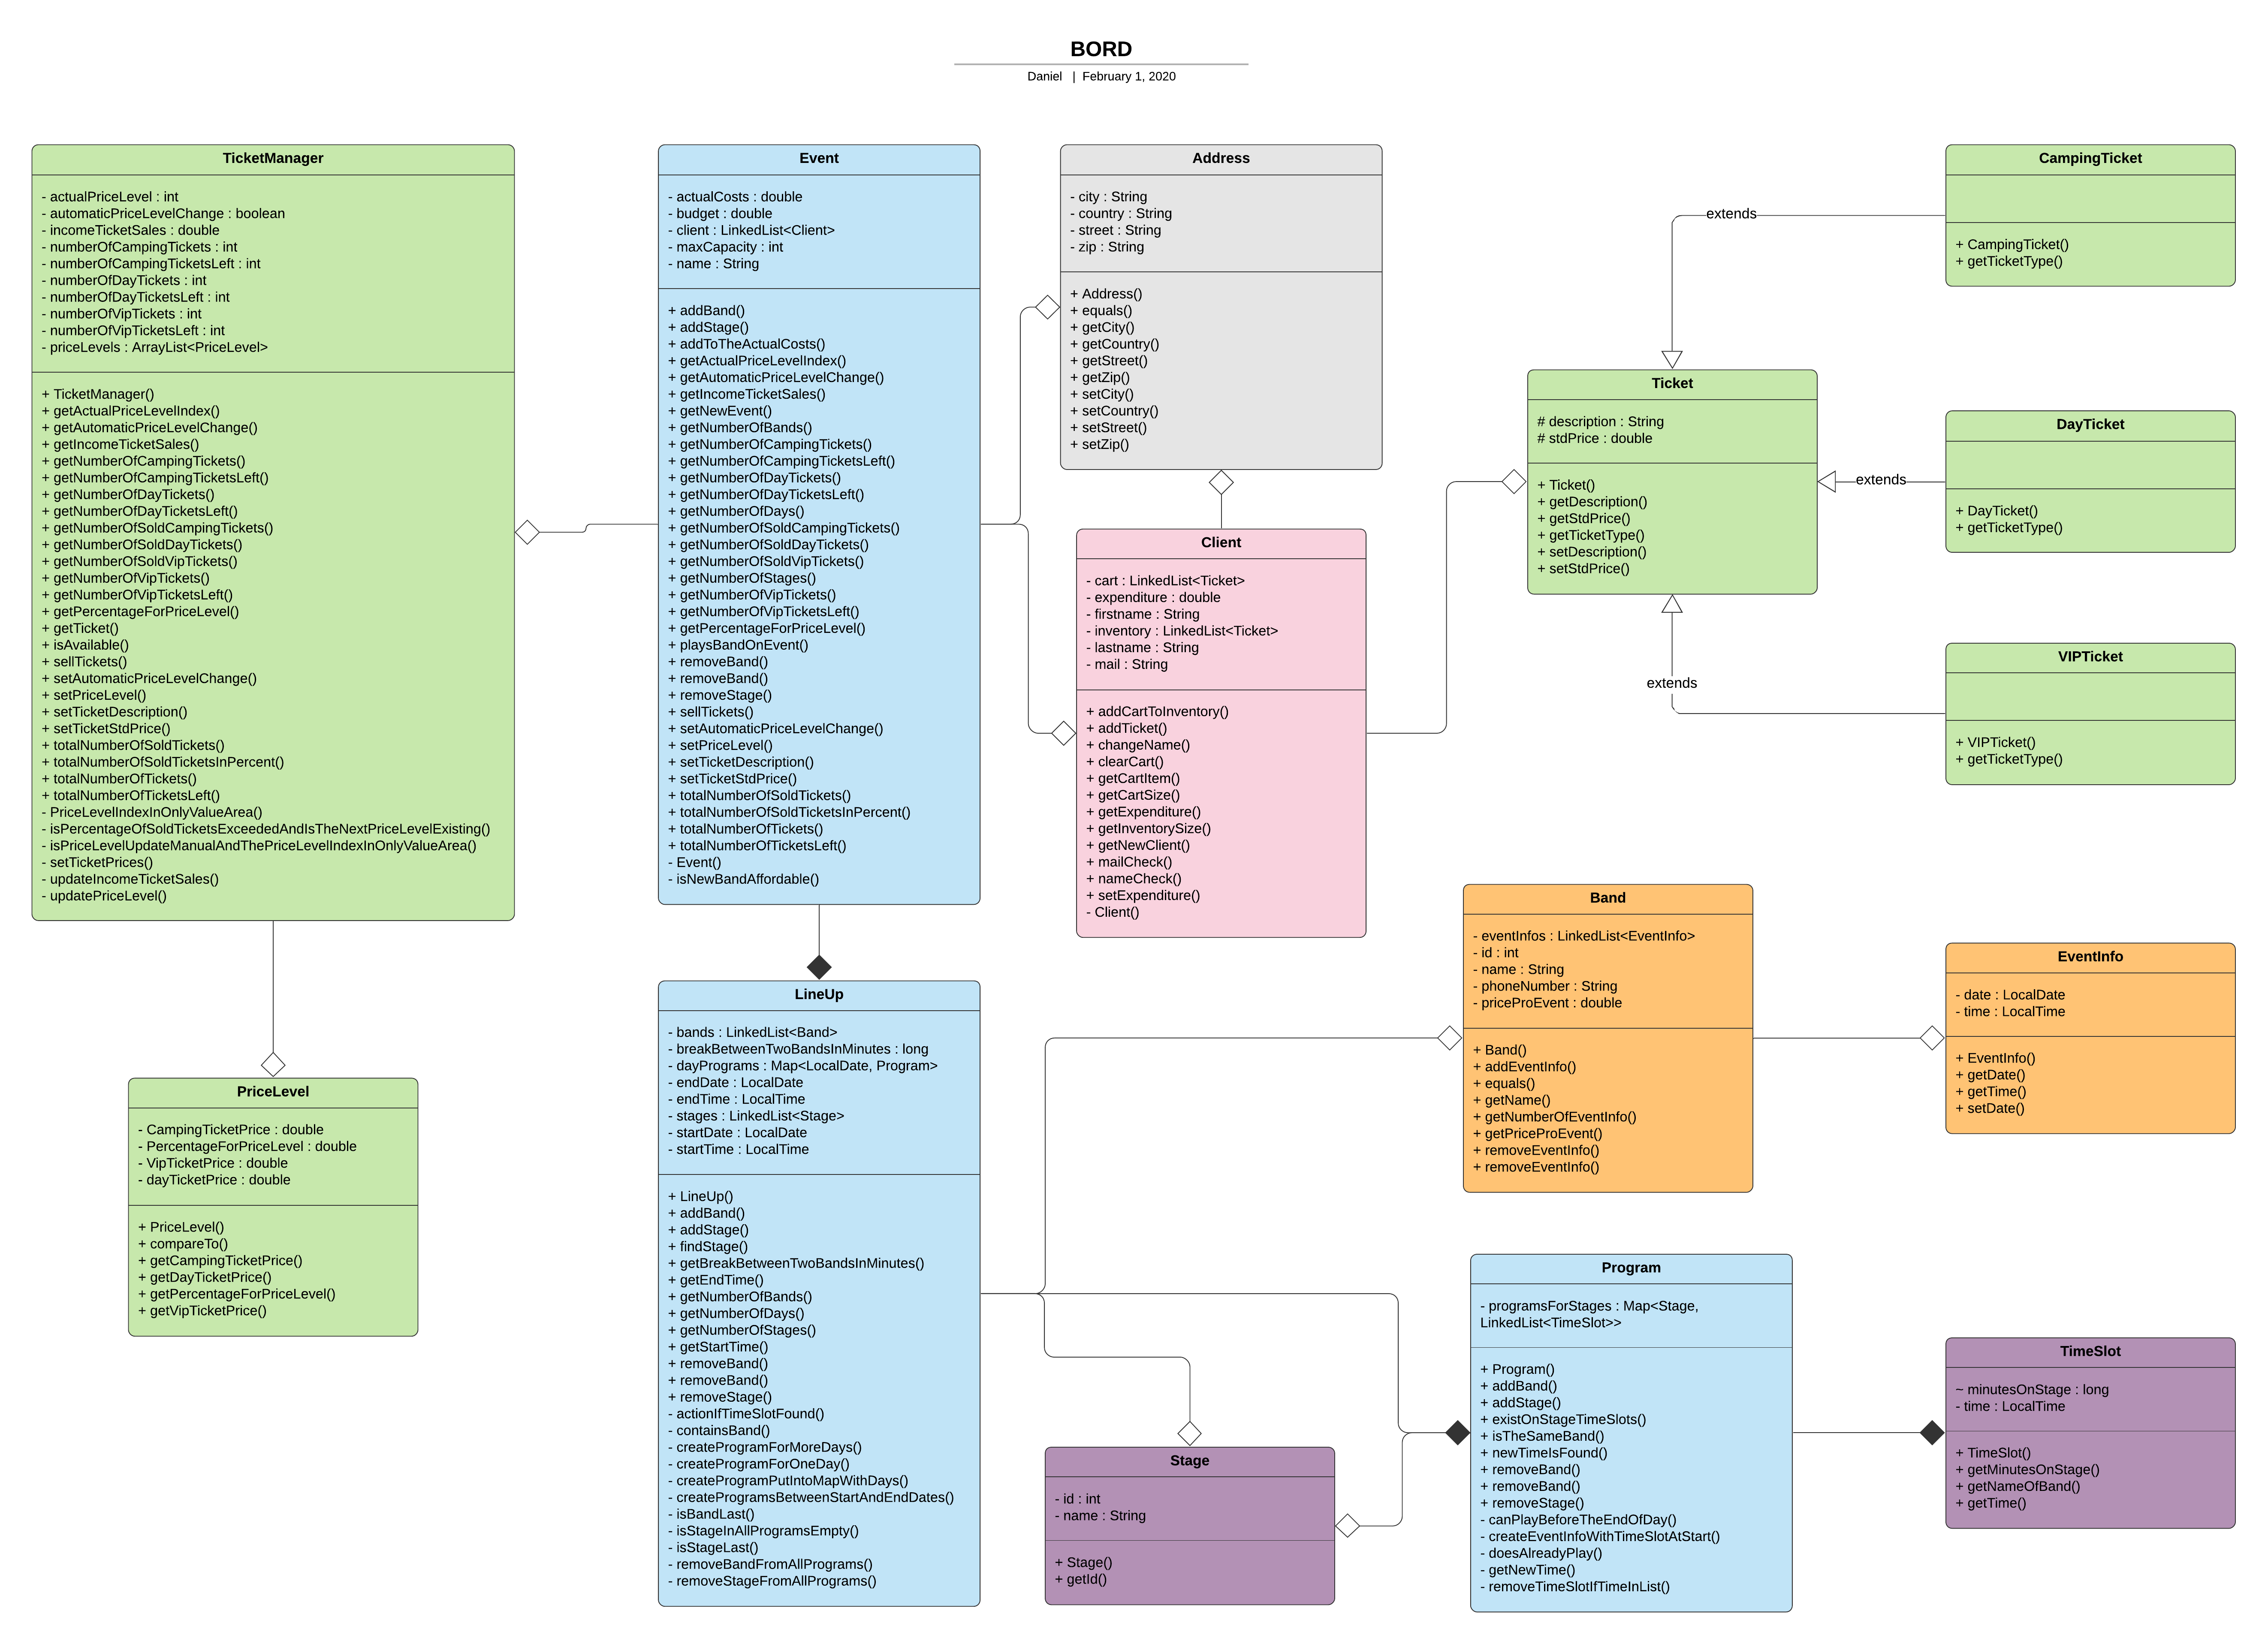 BORD
Daniel | February 1, 2020
TicketManager
- actualPriceLevel : int
- automaticPriceLevelChange : boolean
- incomeTicketSales : double
- numberOfCampingTickets : int
- numberOfCampingTicketsLeft : int
- numberOfDayTickets : int
- numberOfDayTicketsLeft : int
- numberOfVipTickets : int
- numberOfVipTicketsLeft : int
- priceLevels : ArrayList<PriceLevel>
+ TicketManager()
+ getActualPriceLevelIndex()
+ getAutomaticPriceLevelChange()
+ getIncomeTicketSales()
+ getNumberOfCampingTickets()
+ getNumberOfCampingTicketsLeft()
+ getNumberOfDayTickets()
+ getNumberOfDayTicketsLeft()
+ getNumberOfSoldCampingTickets()
+ getNumberOfSoldDayTickets()
+ getNumberOfSoldVipTickets()
+ getNumberOfVipTickets()
+ getNumberOfVipTicketsLeft()
+ getPercentageForPriceLevel()
+ getTicket()
+ isAvailable()
+ sellTickets()
+ setAutomaticPriceLevelChange()
+ setPriceLevel()
+ setTicketDescription()
+ setTicketStdPrice()
+ totalNumberOfSoldTickets()
+ totalNumberOfSoldTicketsInPercent()
+ totalNumberOfTickets()
+ totalNumberOfTicketsLeft()
- PriceLevelIndexInOnlyValueArea()
- isPercentageOfSoldTicketsExceededAndIsTheNextPriceLevelExisting()
- isPriceLevelUpdateManualAndThePriceLevelIndexInOnlyValueArea()
- setTicketPrices()
- updateIncomeTicketSales()
- updatePriceLevel()
PriceLevel
- CampingTicketPrice : double
- PercentageForPriceLevel : double
- VipTicketPrice : double
- dayTicketPrice : double
+ PriceLevel()
+ compareTo()
+ getCampingTicketPrice()
+ getDayTicketPrice()
+ getPercentageForPriceLevel()
+ getVipTicketPrice()
Event
- actualCosts : double
- budget : double
- client : LinkedList<Client>
- maxCapacity : int
- name : String
+ addBand()
+ addStage()
+ addToTheActualCosts()
+ getActualPriceLevelIndex()
+ getAutomaticPriceLevelChange()
+ getIncomeTicketSales()
+ getNewEvent()
+ getNumberOfBands()
+ getNumberOfCampingTickets()
+ getNumberOfCampingTicketsLeft()
+ getNumberOfDayTickets()
+ getNumberOfDayTicketsLeft()
+ getNumberOfDays()
+ getNumberOfSoldCampingTickets()
+ getNumberOfSoldDayTickets()
+ getNumberOfSoldVipTickets()
+ getNumberOfStages()
+ getNumberOfVipTickets()
+ getNumberOfVipTicketsLeft()
+ getPercentageForPriceLevel()
+ playsBandOnEvent()
+ removeBand()
+ removeBand()
+ removeStage()
+ sellTickets()
+ setAutomaticPriceLevelChange()
+ setPriceLevel()
+ setTicketDescription()
+ setTicketStdPrice()
+ totalNumberOfSoldTickets()
+ totalNumberOfSoldTicketsInPercent()
+ totalNumberOfTickets()
+ totalNumberOfTicketsLeft()
- Event()
- isNewBandAffordable()
LineUp
- bands : LinkedList<Band>
- breakBetweenTwoBandsInMinutes : long
- dayPrograms : Map<LocalDate, Program>
- endDate : LocalDate
- endTime : LocalTime
- stages : LinkedList<Stage>
- startDate : LocalDate
- startTime : LocalTime
+ LineUp()
+ addBand()
+ addStage()
+ findStage()
+ getBreakBetweenTwoBandsInMinutes()
+ getEndTime()
+ getNumberOfBands()
+ getNumberOfDays()
+ getNumberOfStages()
+ getStartTime()
+ removeBand()
+ removeBand()
+ removeStage()
- actionIfTimeSlotFound()
- containsBand()
- createProgramForMoreDays()
- createProgramForOneDay()
- createProgramPutIntoMapWithDays()
- createProgramsBetweenStartAndEndDates()
- isBandLast()
- isStageInAllProgramsEmpty()
- isStageLast()
- removeBandFromAllPrograms()
- removeStageFromAllPrograms()
Address
- city : String
- country : String
- street : String
- zip : String
+ Address()
+ equals()
+ getCity()
+ getCountry()
+ getStreet()
+ getZip()
+ setCity()
+ setCountry()
+ setStreet()
+ setZip()
Client
- cart : LinkedList<Ticket>
- expenditure : double
- firstname : String
- inventory : LinkedList<Ticket>
- lastname : String
- mail : String
+ addCartToInventory()
+ addTicket()
+ changeName()
+ clearCart()
+ getCartItem()
+ getCartSize()
+ getExpenditure()
+ getInventorySize()
+ getNewClient()
+ mailCheck()
+ nameCheck()
+ setExpenditure()
- Client()
Stage
- id : int
- name : String
+ Stage()
+ getId()
extends
Ticket
# description : String
# stdPrice : double
+ Ticket()
+ getDescription()
+ getStdPrice()
+ getTicketType()
+ setDescription()
+ setStdPrice()
extends
extends
CampingTicket
+ CampingTicket()
+ getTicketType()
DayTicket
+ DayTicket()
+ getTicketType()
VIPTicket
+ VIPTicket()
+ getTicketType()
Band
- eventInfos : LinkedList<EventInfo>
- id : int
- name : String
- phoneNumber : String
- priceProEvent : double
+ Band()
+ addEventInfo()
+ equals()
+ getName()
+ getNumberOfEventInfo()
+ getPriceProEvent()
+ removeEventInfo()
+ removeEventInfo()
EventInfo
- date : LocalDate
- time : LocalTime
+ EventInfo()
+ getDate()
+ getTime()
+ setDate()
Program
- programsForStages : Map<Stage,
LinkedList<TimeSlot>>
+ Program()
+ addBand()
+ addStage()
+ existOnStageTimeSlots()
+ isTheSameBand()
+ newTimeIsFound()
+ removeBand()
+ removeBand()
+ removeStage()
- canPlayBeforeTheEndOfDay()
- createEventInfoWithTimeSlotAtStart()
- doesAlreadyPlay()
- getNewTime()
- removeTimeSlotIfTimeInList()
TimeSlot
~ minutesOnStage : long
- time : LocalTime
+ TimeSlot()
+ getMinutesOnStage()
+ getNameOfBand()
+ getTime()